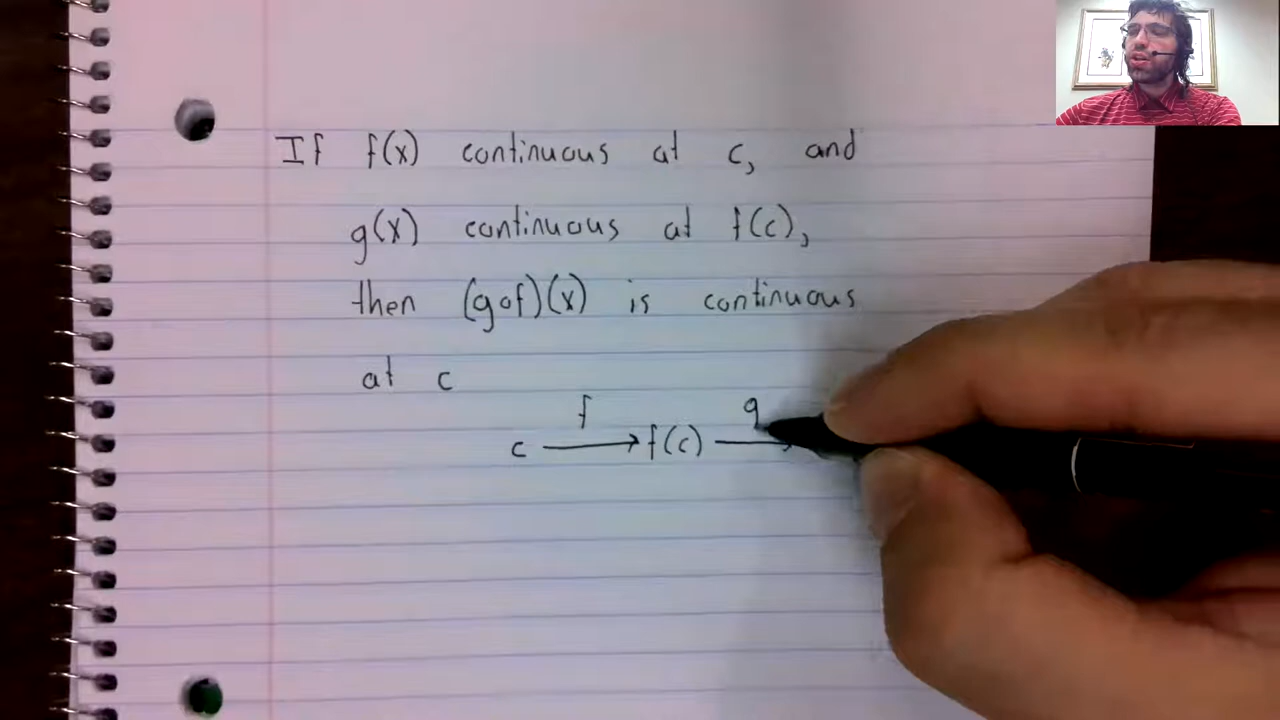 If f(x) continuous at c, and
g(x) continuous at f(c),
then (g∘f)(x) is continuous
at c
f g
c → f(c) →